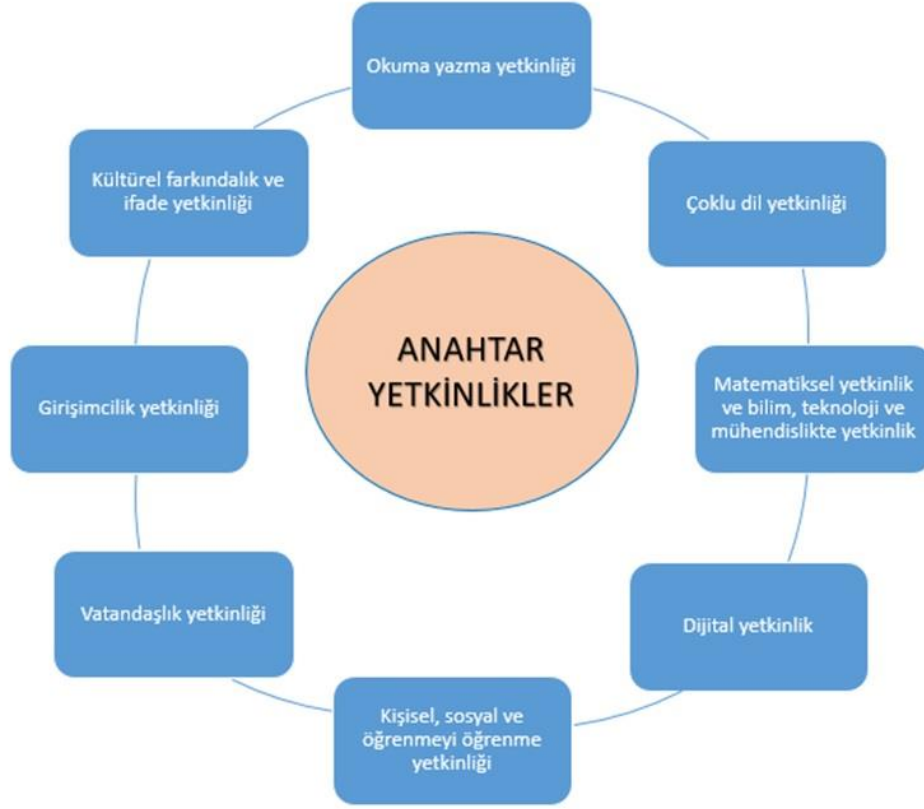 Okuma yazma yetkinliği
Çoklu dil yetkinliği
Matematiksel yetkinlik
ve bilim, teknoloji ve
mühendislikte yetkinlik
Dijital yetkinlik
Kişisel, sosyal ve
öğrenmeyi öğrenme
yetkinliği
Vatandaşlık yetkinliği
Girişimcilik yetkinliği
Kültürel farkındalık ve
ifade yetkinliği
ANAHTAR
YETKİNLİKLER